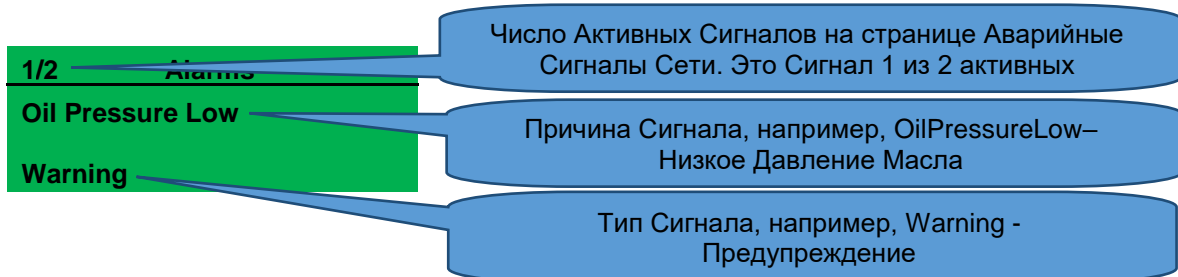 1/2 Alarms
Oil Pressure Low
Warning
Число Активных Сигналов на странице Аварийные
Сигналы Сети. Это Сигнал 1 из 2 активных
Причина Сигнала, например, OilPressureLow–
Низкое Давление Масла
Тип Сигнала, например, Warning -
Предупреждение